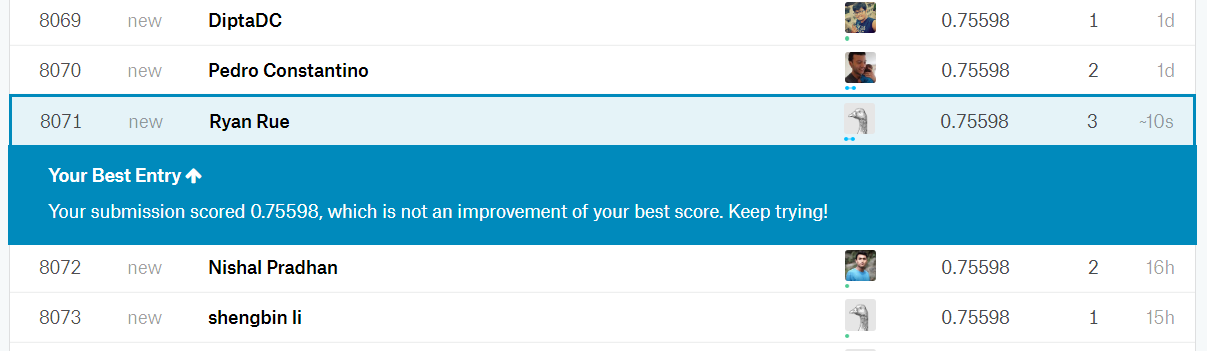 8069 new DiptaDC 0.75598 1 1d
8070 new Pedro Constantino 0.75598 2 1d
8071 new Ryan Rue 0.75598 3 ~10s
Your Best Entry
Your submission scored 0.75598, which is not an improvement of your best score. Keep trying!
8072 new Nishal Pradhan 0.75598 2 16h
8073 new shengbin li 0.75598 1 15h